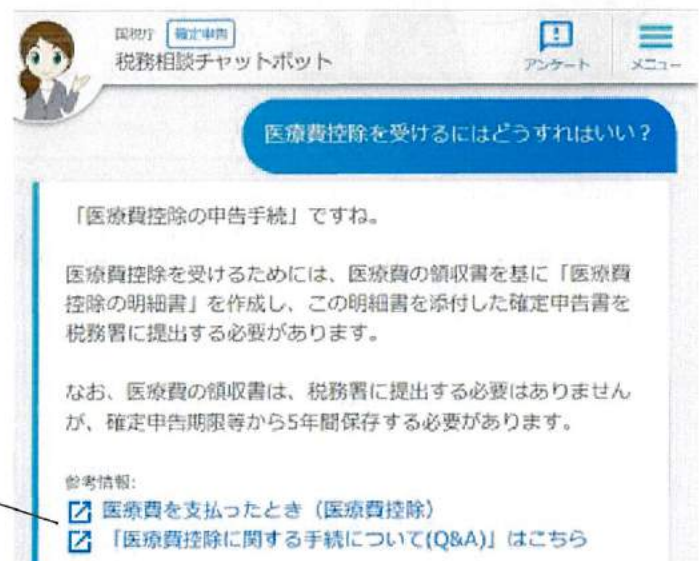 国税庁 確定申告
税務相談チャットボット
アンケート
メニュー
医療費控除を受けるにはどうすればいい？
「医療費控除の申告手続」ですね。
医療費控除を受けるためには、医療費の領収書を基に「医療費
控除の明細書」を作成し、この明細書を添付した確定申告書を
税務署に提出する必要があります。
なお、医療費の領収書は、税務署に提出する必要はありません
が、確定申告期限等から5年間保存する必要があります。
参考情報:
医療費を支払ったとき（医療費控除）
「医療費控除に関する手続について(Q&A)」はこちら